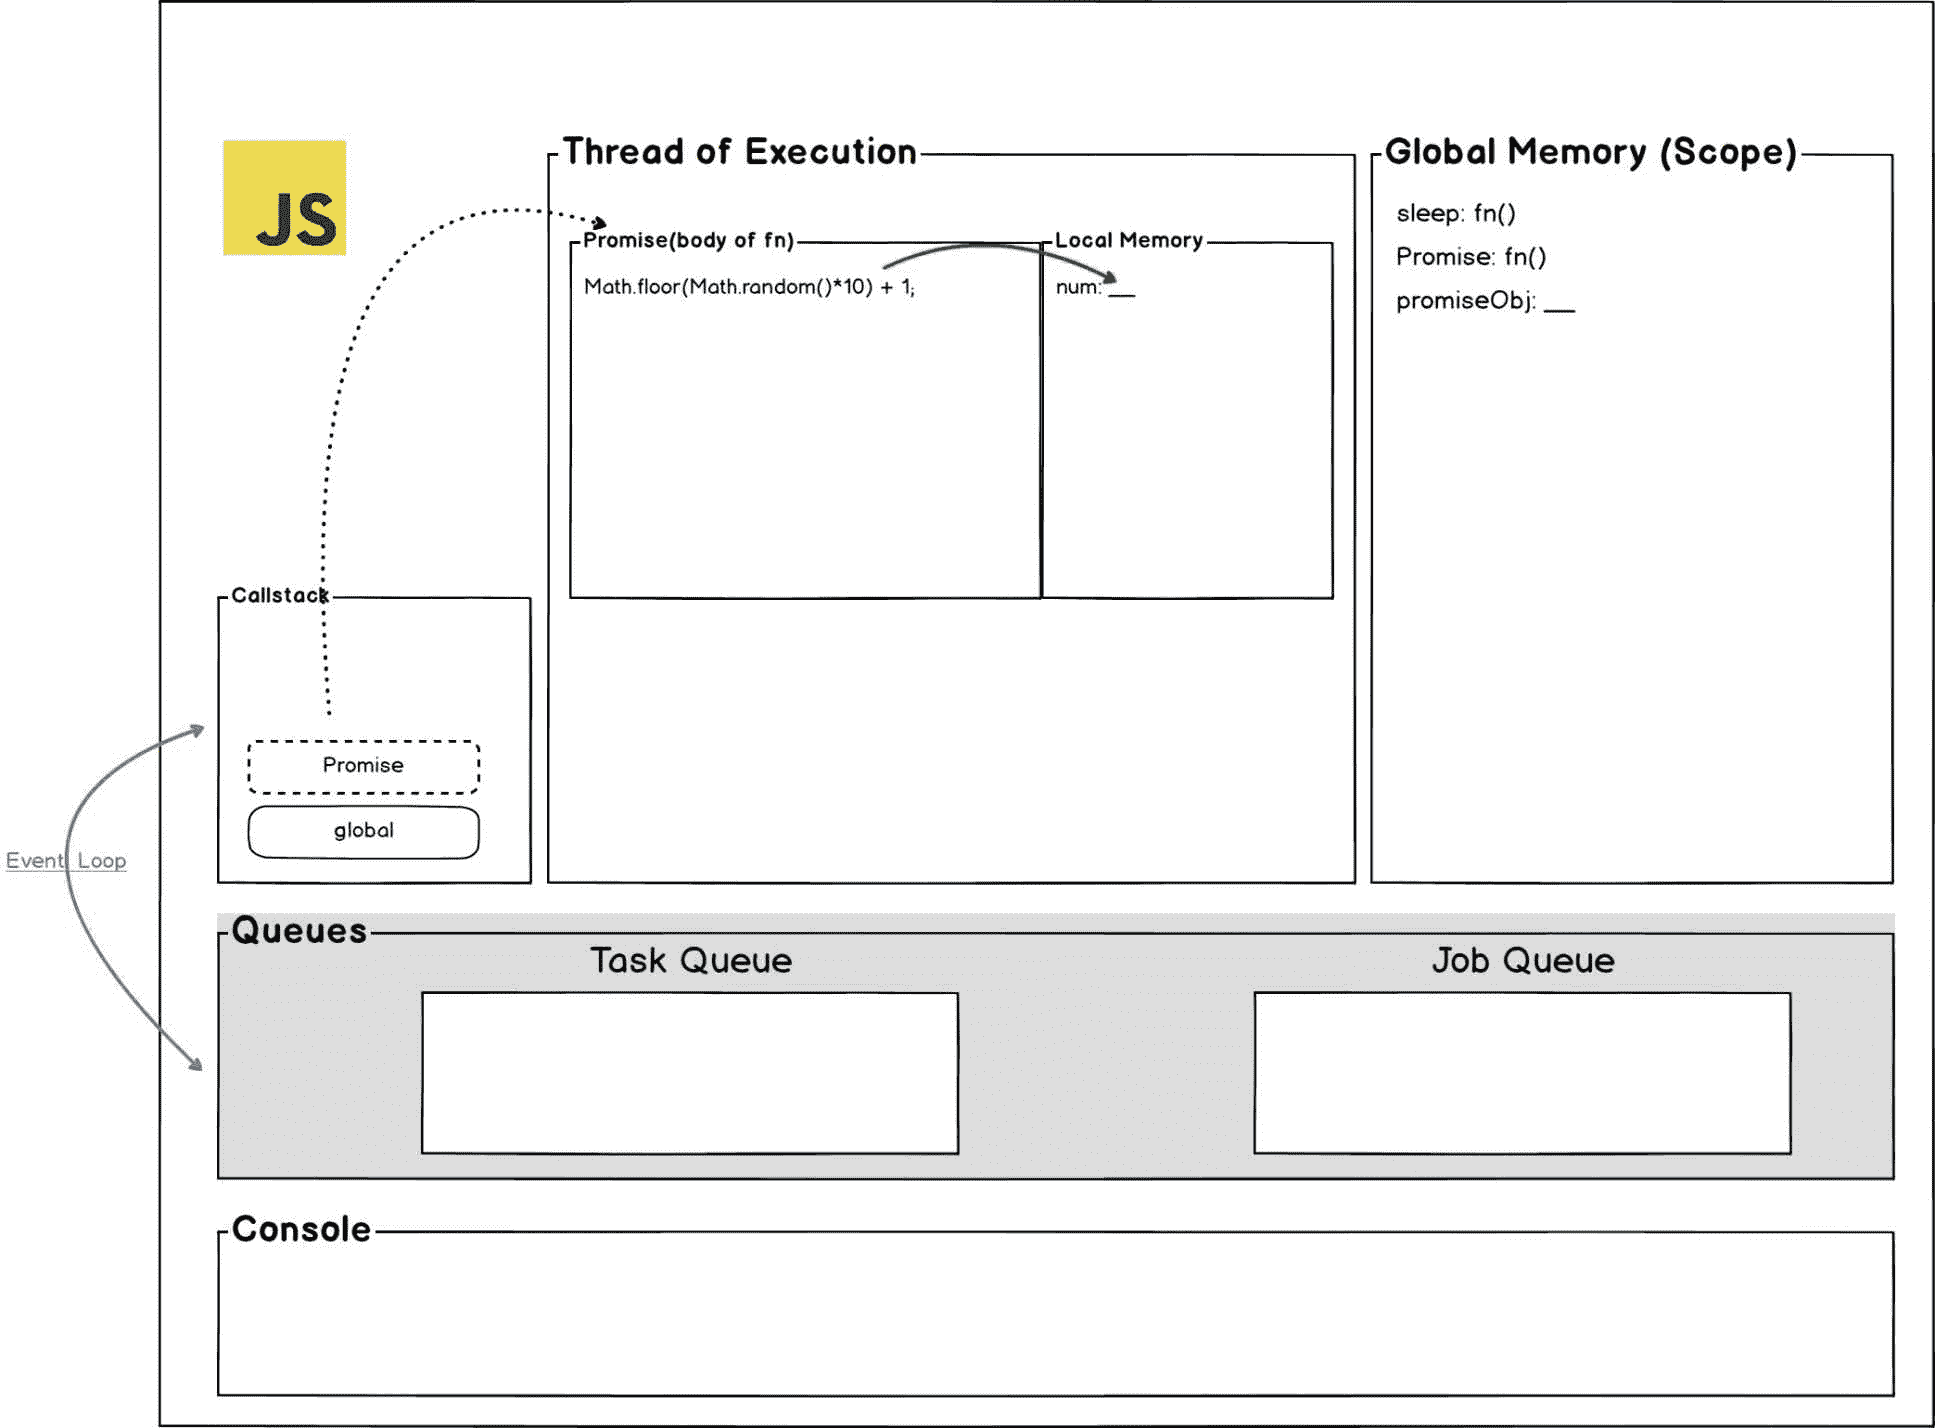 JS
Thread of Execution
Promise(body of fn)
Math.floor(Math.random()*10) + 1;
Local Memory
num: __
Global Memory (Scope)
sleep: fn()
Promise: fn()
promiseObj: __
Callstack
Promise
global
Event Loop
Queues
Task Queue
Job Queue
Console